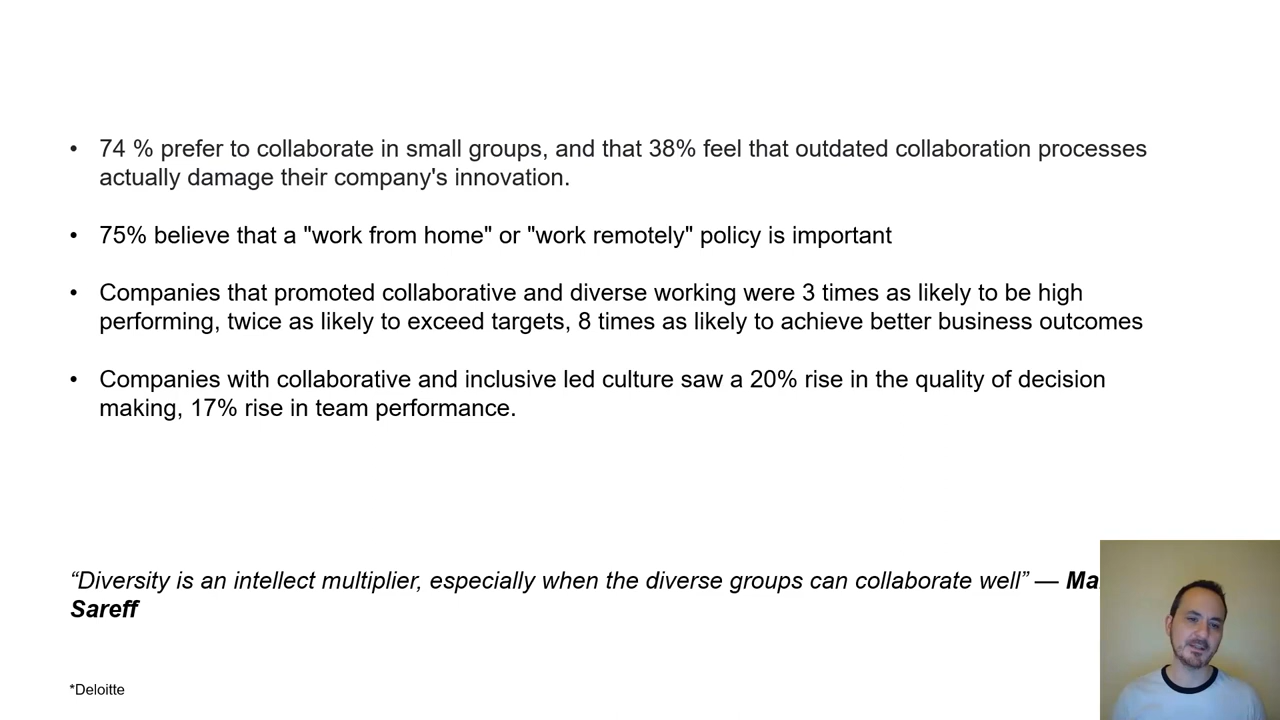 • 74 % prefer to collaborate in small groups, and that 38% feel that outdated collaboration processes
actually damage their company's innovation.
• 75% believe that a "work from home" or "work remotely" policy is important
• Companies that promoted collaborative and diverse working were 3 times as likely to be high
performing, twice as likely to exceed targets, 8 times as likely to achieve better business outcomes
• Companies with collaborative and inclusive led culture saw a 20% rise in the quality of decision
making, 17% rise in team performance.
“Diversity is an intellect multiplier, especially when the diverse groups can collaborate well” —
Sareff
*Deloitte